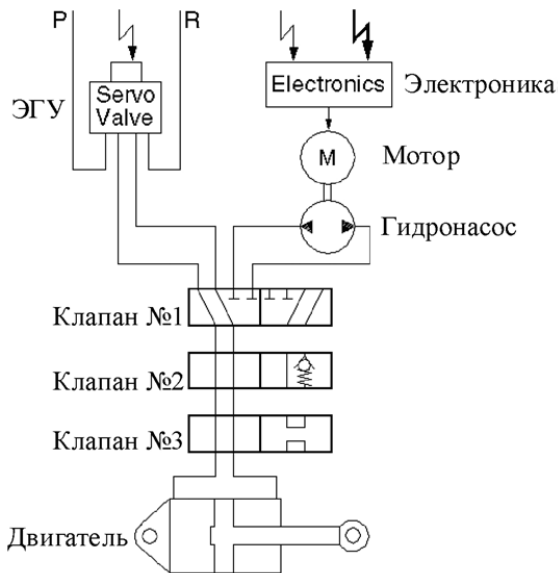 P
R
ЭГУ
Servo
Valve
Electronics
Электроника
M
Мотор
Гидронасос
Клапан №1
Клапан №2
Клапан №3
Двигатель